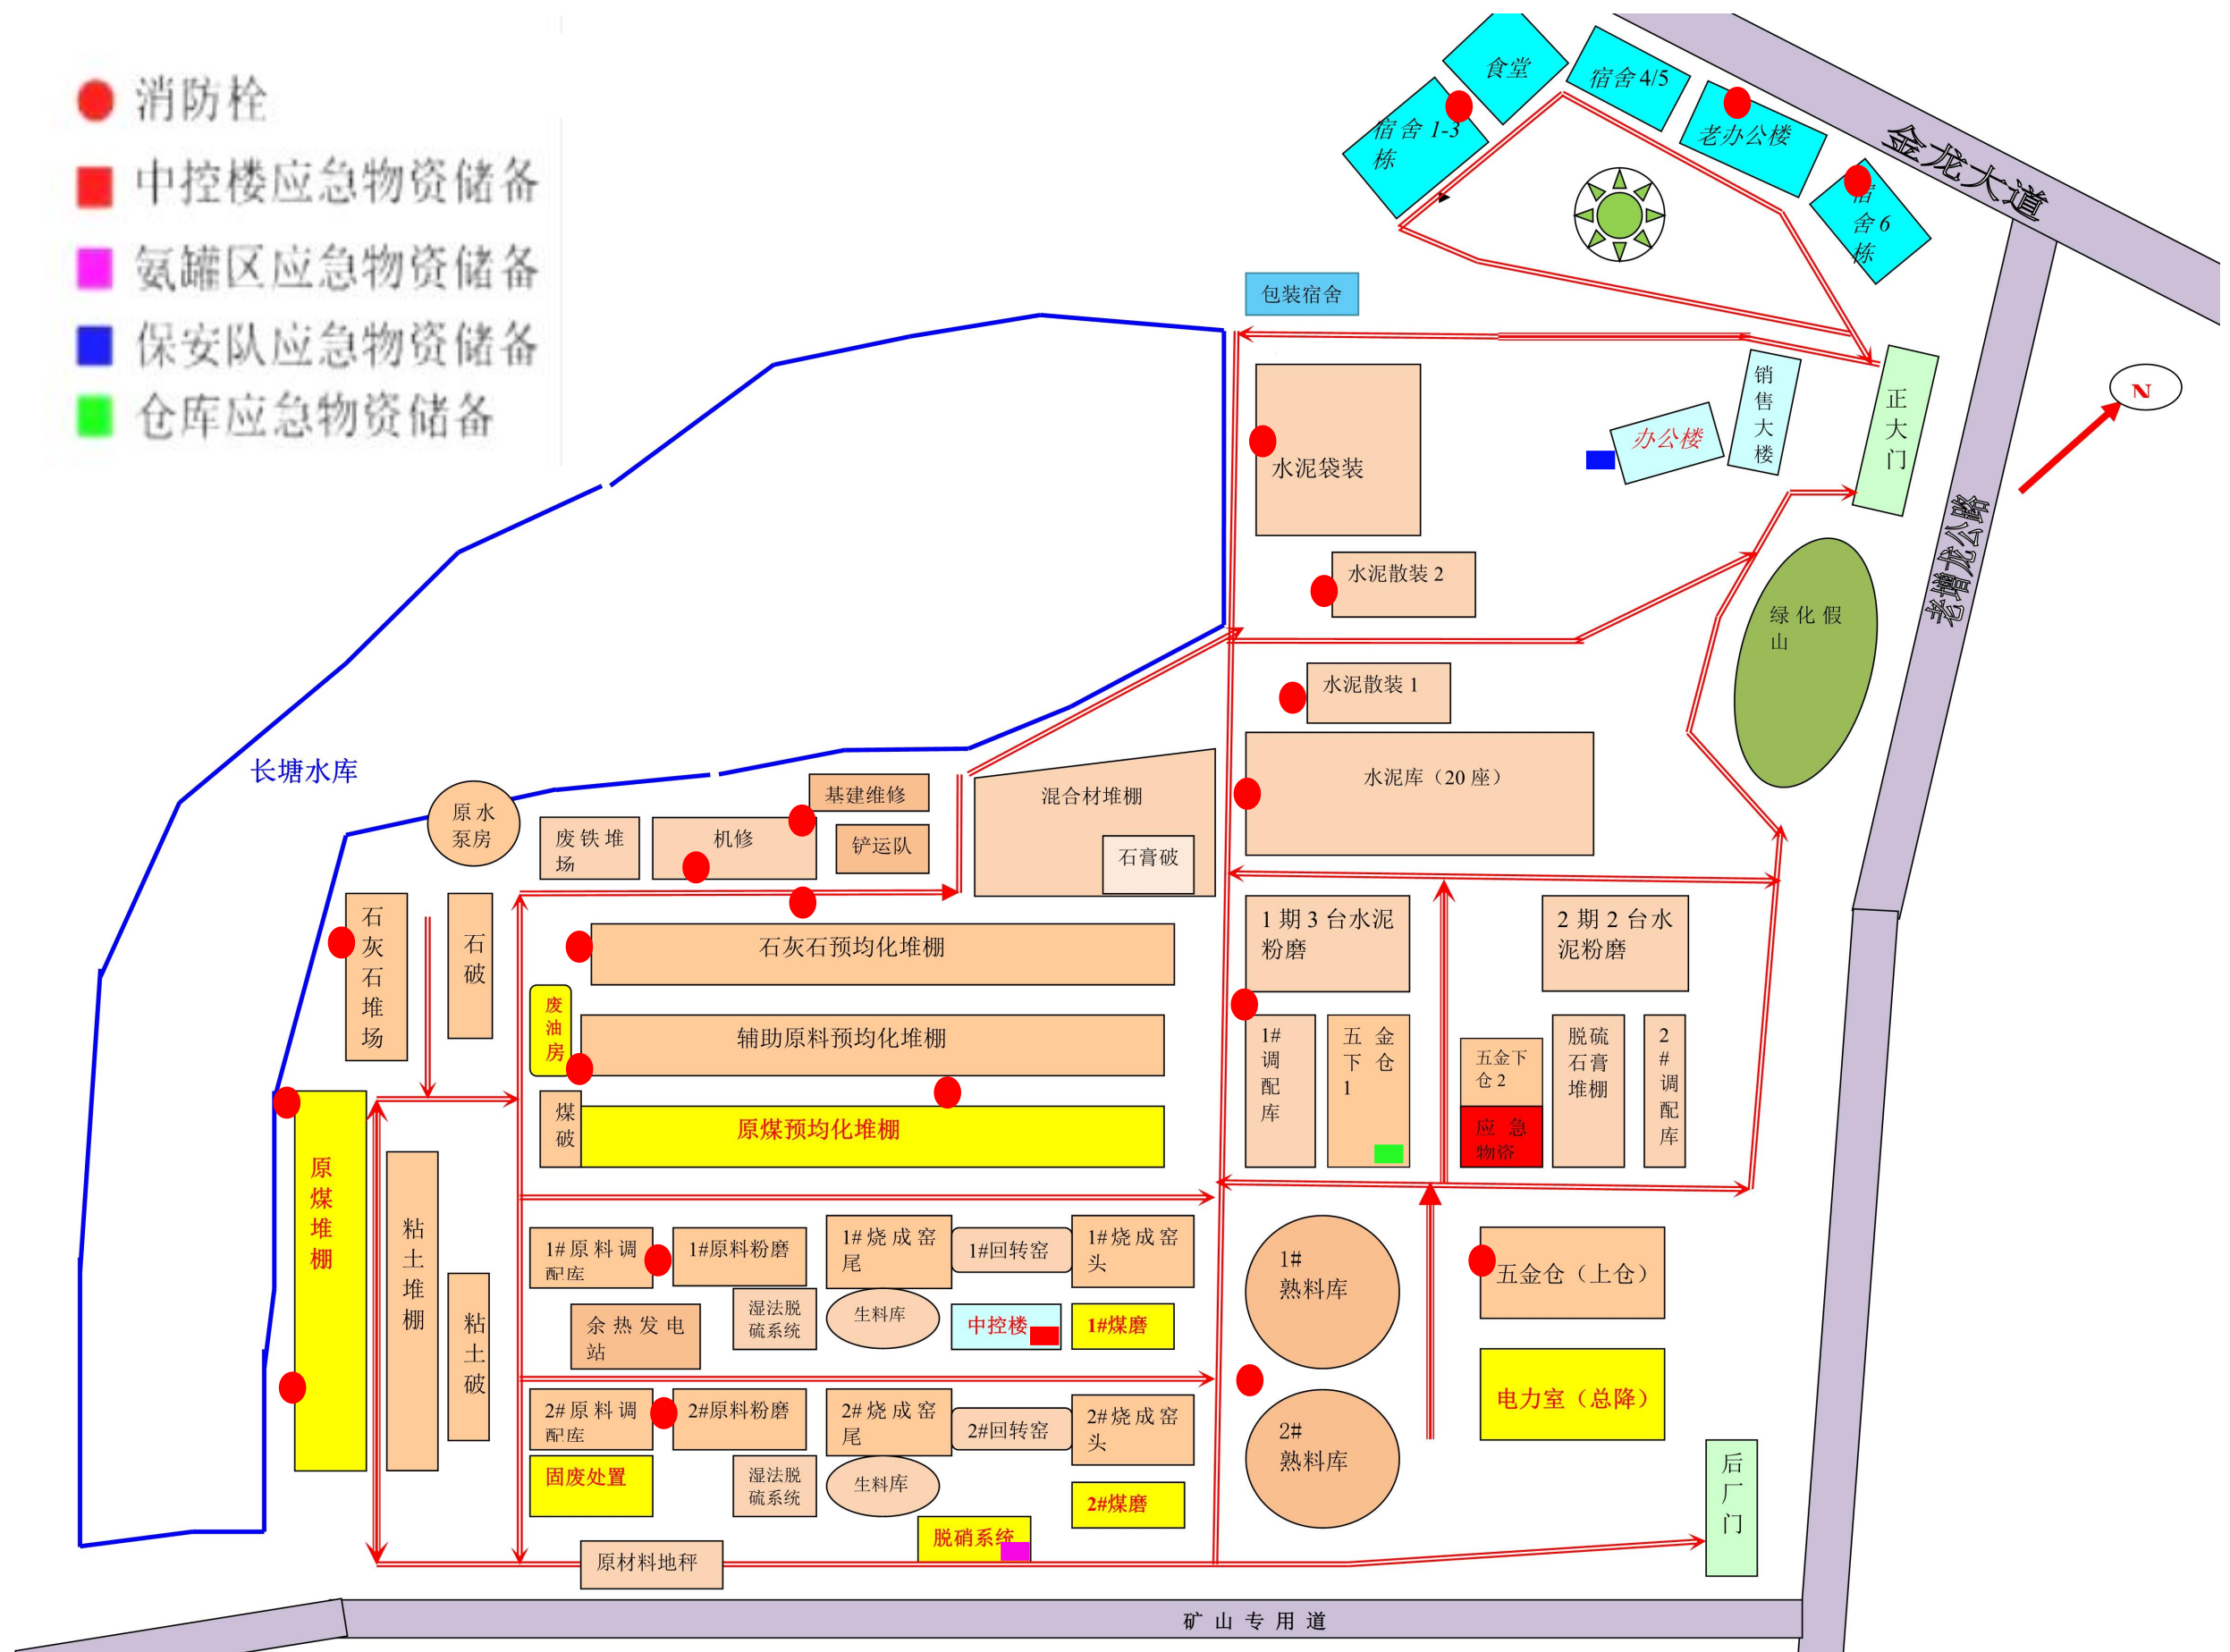 消防栓
中控楼应急物资储备
氨罐区应急物资储备
保安队应急物资储备
仓库应急物资储备
食堂
宿舍 4/5
宿舍 1-3
栋
老办公楼
宿
舍 6
栋
金龙大道
包装宿舍
销
售
大
楼
办公楼
正
大
门
N
水泥袋装
老塘龙公路
水泥散装 2
绿化假
山
水泥散装 1
长塘水库
水泥库（20 座）
原水
泵房
基建维修
混合材堆棚
废铁堆
场
机修
铲运队
石膏破
石
灰
石
堆
场
石
破
石灰石预均化堆棚
1 期 3 台水泥
粉磨
2 期 2 台水
泥粉磨
废
油
房
辅助原料预均化堆棚
1#
调
配
库
五金
下仓
1
五金下
仓 2
应急
物资
脱硫
石膏
堆棚
2
#
调
配
库
煤
破
原煤预均化堆棚
原
煤
堆
棚
粘
土
堆
棚
粘
土
破
1#原料调
配库
1#原料粉磨
1#烧成窑
尾
1#回转窑
1#烧成窑
头
1#
熟料库
五金仓（上仓）
余热发电
站
湿法脱
硫系统
生料库
中控楼
1#煤磨
电力室（总降）
2#原料调
配库
2#原料粉磨
2#烧成窑
尾
2#回转窑
2#烧成窑
头
2#
熟料库
固废处置
湿法脱
硫系统
生料库
2#煤磨
后
厂
门
脱硝系统
原材料地秤
矿山专用道